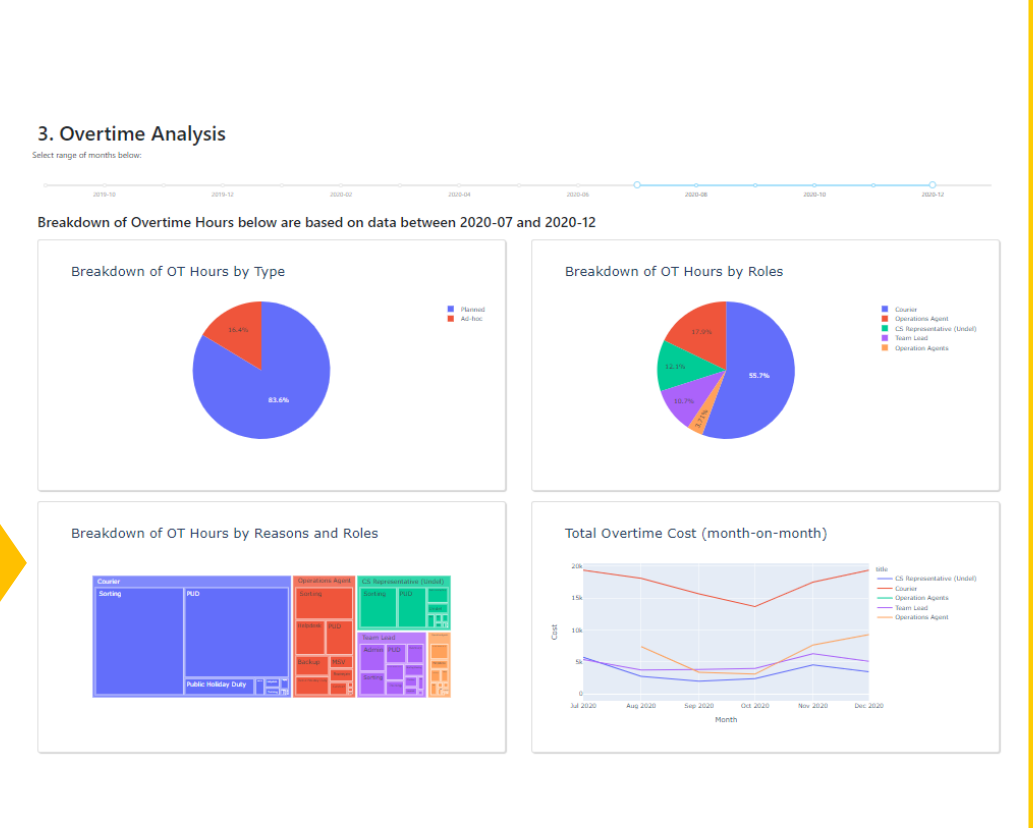 3. Overtime Analysis
Select range of months below:
2019-10 2019-12 2020-02 2020-04 2020-06 2020-08 2020-10 2020-12
Breakdown of Overtime Hours below are based on data between 2020-07 and 2020-12
Breakdown of OT Hours by Type
Planned
Ad-hoc
16.4%
83.6%
Breakdown of OT Hours by Roles
Courier
Operations Agent
CS Representative (Undel)
Team Lead
Operation Agents
17.9%
12.1%
55.7%
10.7%
3.71%
Breakdown of OT Hours by Reasons and Roles
Courier
Sorting
PUD
Public Holiday Duty
Operations Agent
Sorting
Helpdesk
PUD
Backup
MSV
CS Representative (Undel)
Sorting
PUD
Team Lead
Admin
PUD
Sorting
Total Overtime Cost (month-on-month)
20k
15k
10k
5k
0
Cost
Jul 2020 Aug 2020 Sep 2020 Oct 2020 Nov 2020 Dec 2020
Month
title
CS Representative (Undel)
Courier
Operation Agents
Team Lead
Operations Agent